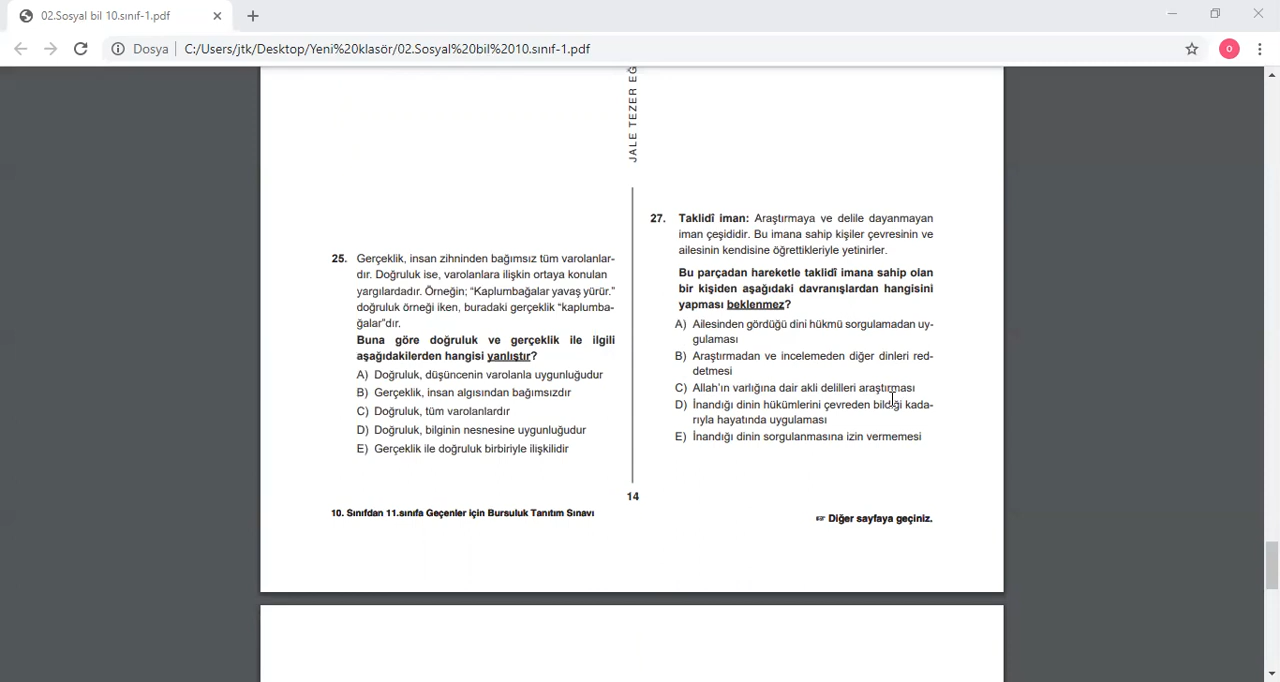 02.Sosyal bil 10.sınıf-1.pdf
Dosya
C:/Users/jtk/Desktop/Yeni%20klasör/02.Sosyal%20bil%2010.sınıf-1.pdf
JALE TEZER EĞ
25. Gerçeklik, insan zihninden bağımsız tüm varolanlar-
dır. Doğruluk ise, varolanlara ilişkin ortaya konulan
yargılardadır. Örneğin; “Kaplumbağalar yavaş yürür.”
doğruluk örneği iken, buradaki gerçeklik “kaplumba-
ğalar”dır.
Buna göre doğruluk ve gerçeklik ile ilgili
aşağıdakilerden hangisi yanlıştır?
A) Doğruluk, düşüncenin varolanla uygunluğudur
B) Gerçeklik, insan algısından bağımsızdır
C) Doğruluk, tüm varolanlardır
D) Doğruluk, bilginin nesnesine uygunluğudur
E) Gerçeklik ile doğruluk birbiriyle ilişkilidir
27. Taklidî iman: Araştırmaya ve delile dayanmayan
iman çeşididir. Bu imana sahip kişiler çevresinin ve
ailesinin kendisine öğrettikleriyle yetinirler.
Bu parçadan hareketle taklidî imana sahip olan
bir kişiden aşağıdaki davranışlardan hangisini
yapması beklenmez?
A) Ailesinden gördüğü dini hükmü sorgulamadan uy-
gulaması
B) Araştırmadan ve incelemeden diğer dinleri red-
detmesi
C) Allah’ın varlığına dair akli delilleri araştırması
D) İnandığı dinin hükümlerini çevreden bildiği kada-
rıyla hayatında uygulaması
E) İnandığı dinin sorgulanmasına izin vermemesi
14
10. Sınıfdan 11.sınıfa Geçenler için Bursuluk Tanıtım Sınavı
☞ Diğer sayfaya geçiniz.